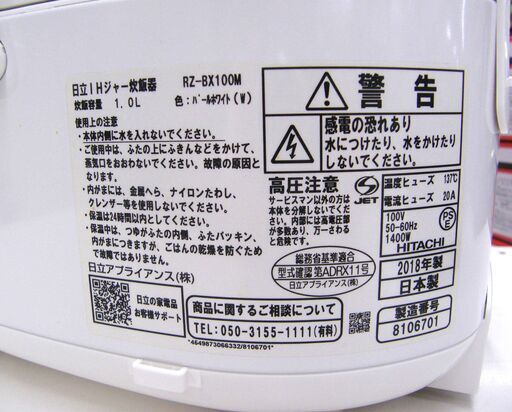 日立IHジャー炊飯器 RZ-BX100M
炊飯容量 1.0L 色：パールホワイト(W)
使用上の注意
・本体内側に水を入れないでください。
・ご使用中は、ふたの上にふきんなどをかけて、
蒸気口をおおわないでください。故障の原因と
なります。
・内がまには、金属へら、ナイロンたわし、
クレンザー等を使用しないでください。
・保温は24時間以内としてください。
・保温中は、つゆがふたの内側、ふたパッキン、
内がまにつきますが、ごはんの乾燥を防ぐため
で故障ではありません。
日立アプライアンス(株)
警告
感電の恐れあり
水につけたり、水をかけたり
しないでください
高圧注意
サービスマン以外の方は
本体を分解しないでくだ
さい。内部には高電圧部
が多数あり、万一さわる
と危険です。
JET
温度ヒューズ 137℃
電流ヒューズ 20A
100V
50-60Hz
1400W
PSE
HITACHI
総務省基準適合
型式確認 第ADRX11号
日立アプライアンス(株)
2018年製
日本製
製造番号
8106701
日立の家電品
お客様サポート
商品に関するご相談について
TEL:050-3155-1111(有料)
*4549873066332/8106701*